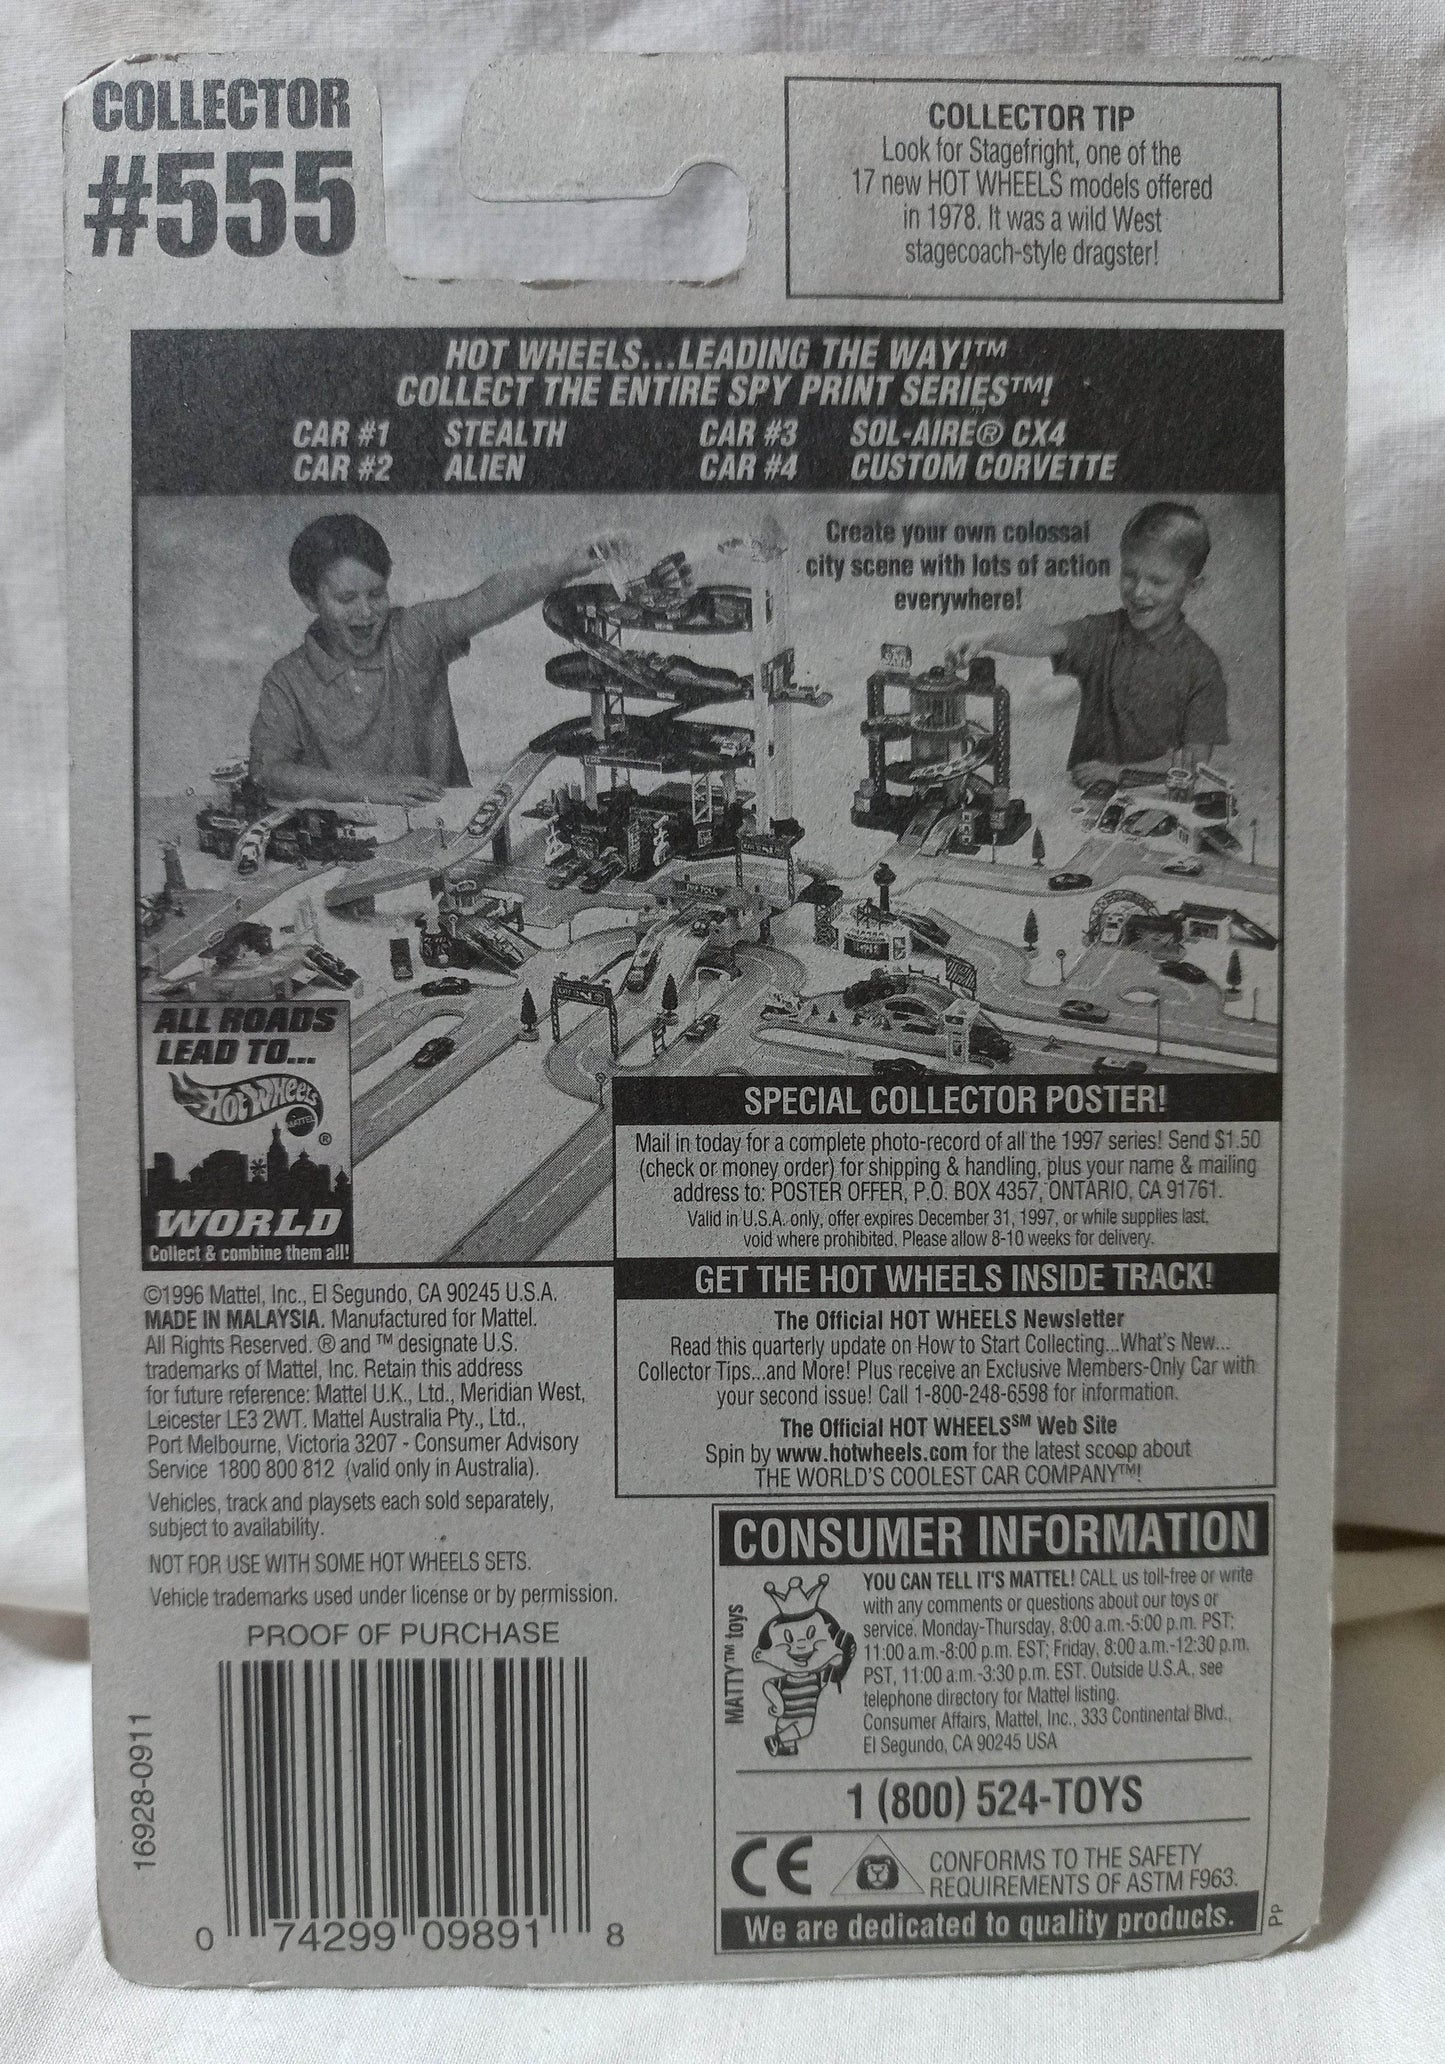 COLLECTOR
#555
COLLECTOR TIP
Look for Stagefright, one of the
17 new HOT WHEELS models offered
in 1978. It was a wild West
stagecoach-style dragster!
HOT WHEELS...LEADING THE WAY!™
COLLECT THE ENTIRE SPY PRINT SERIES™!
CAR #1 STEALTH CAR #3 SOL-AIRE® CX4
CAR #2 ALIEN CAR #4 CUSTOM CORVETTE
Create your own colossal
city scene with lots of action
everywhere!
ALL ROADS
LEAD TO...
Hot Wheels
MATTEL
®
WORLD
Collect & combine them all!
SPECIAL COLLECTOR POSTER!
Mail in today for a complete photo-record of all the 1997 series! Send $1.50
(check or money order) for shipping & handling, plus your name & mailing
address to: POSTER OFFER, P.O. BOX 4357, ONTARIO, CA 91761.
Valid in U.S.A. only, offer expires December 31, 1997, or while supplies last,
void where prohibited. Please allow 8-10 weeks for delivery.
GET THE HOT WHEELS INSIDE TRACK!
The Official HOT WHEELS Newsletter
Read this quarterly update on How to Start Collecting...What's New...
Collector Tips...and More! Plus receive an Exclusive Members-Only Car with
your second issue! Call 1-800-248-6598 for information.
The Official HOT WHEELS℠ Web Site
Spin by www.hotwheels.com for the latest scoop about
THE WORLD'S COOLEST CAR COMPANY™!
©1996 Mattel, Inc., El Segundo, CA 90245 U.S.A.
MADE IN MALAYSIA. Manufactured for Mattel.
All Rights Reserved. ® and ™ designate U.S.
trademarks of Mattel, Inc. Retain this address
for future reference: Mattel U.K., Ltd., Meridian West,
Leicester LE3 2WT. Mattel Australia Pty., Ltd.,
Port Melbourne, Victoria 3207 - Consumer Advisory
Service 1800 800 812 (valid only in Australia).
Vehicles, track and playsets each sold separately,
subject to availability.
NOT FOR USE WITH SOME HOT WHEELS SETS.
Vehicle trademarks used under license or by permission.
PROOF OF PURCHASE
16928-0911
0 74299 09891 8
CONSUMER INFORMATION
MATTY™ toys
YOU CAN TELL IT'S MATTEL! CALL us toll-free or write
with any comments or questions about our toys or
service. Monday-Thursday, 8:00 a.m.-5:00 p.m. PST;
11:00 a.m.-8:00 p.m. EST; Friday, 8:00 a.m.-12:30 p.m.
PST, 11:00 a.m.-3:30 p.m. EST. Outside U.S.A., see
telephone directory for Mattel listing.
Consumer Affairs, Mattel, Inc., 333 Continental Blvd.,
El Segundo, CA 90245 USA
1 (800) 524-TOYS
CE
CONFORMS TO THE SAFETY
REQUIREMENTS OF ASTM F963.
We are dedicated to quality products.
PP